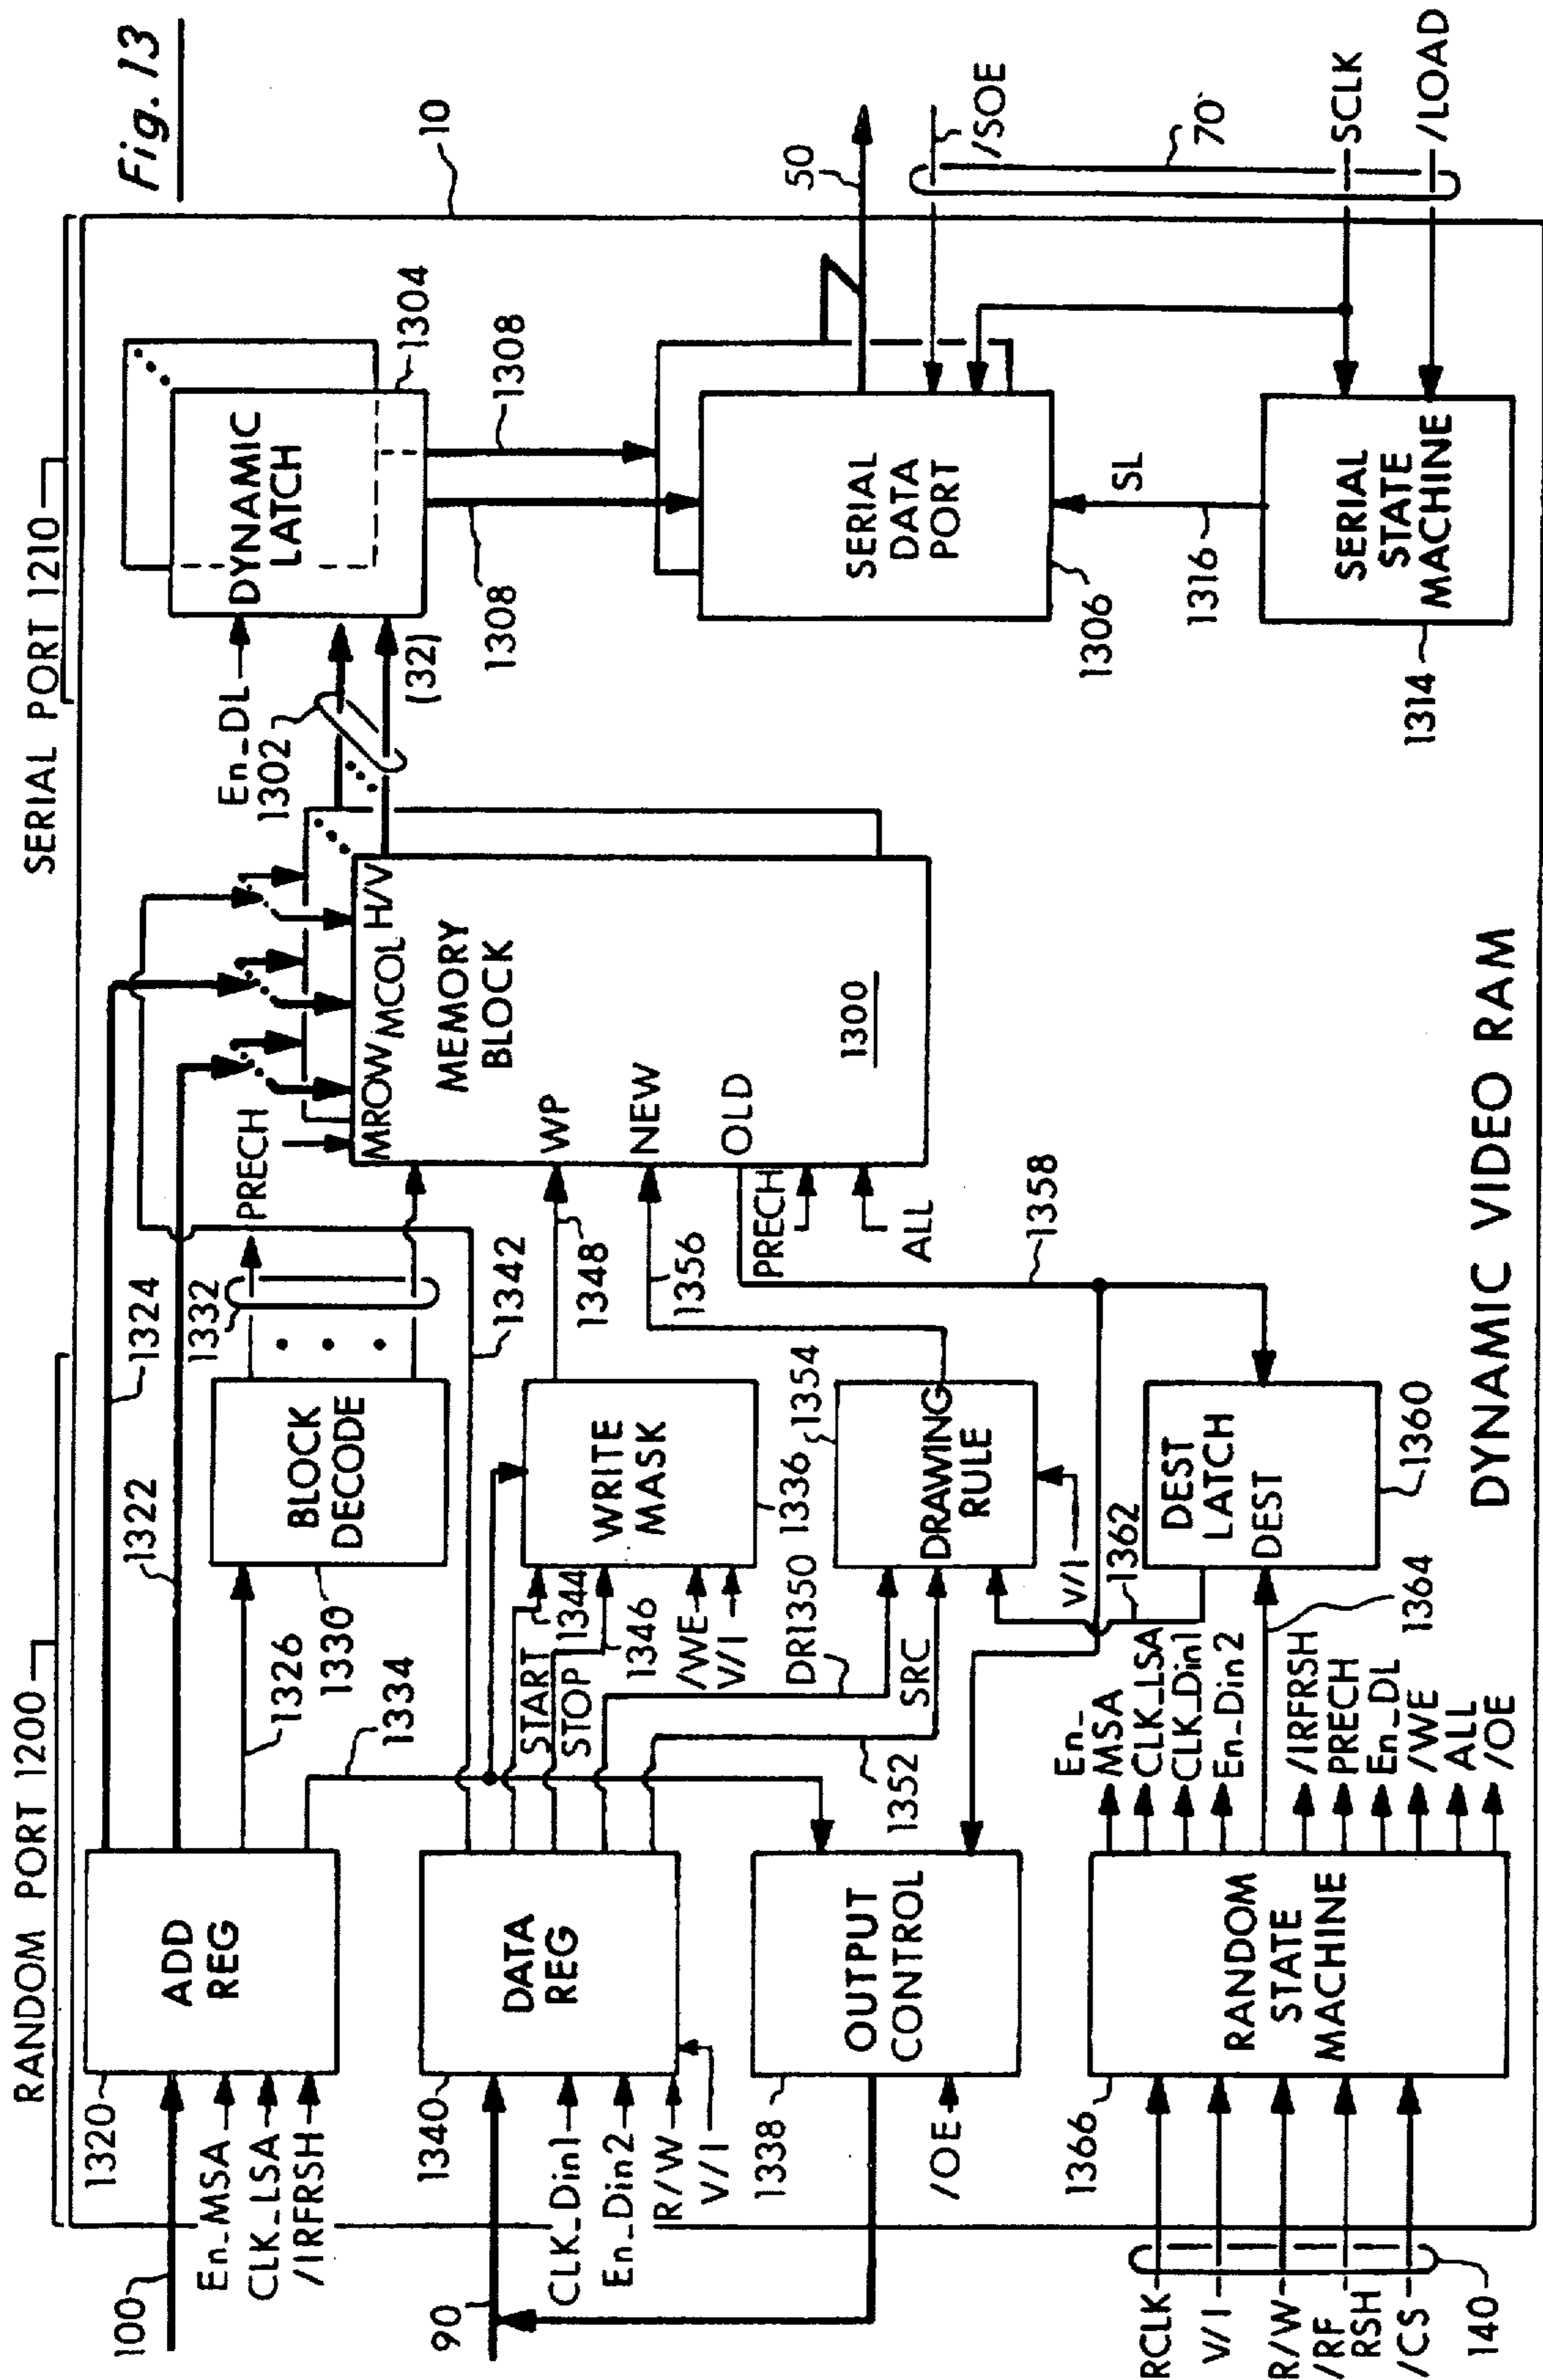 Fig. 13
RANDOM PORT 1200
SERIAL PORT 1210
10
100
1320
En_MSA
CLK_LSA
/IRFRSH
ADD
REG
1324
1322
1326
1330
1334
BLOCK
DECODE
1332
PRECH
1342
90
1340
CLK_Din1
En_Din2
R/W
V/I
DATA
REG
START
STOP
1344
1346
/WE
V/I
WRITE
MASK
1336
1348
DR1350
SRC
1352
DRAWING
RULE
1354
1356
V/I
1362
1338
/OE
OUTPUT
CONTROL
DEST
LATCH
DEST
1360
1364
1358
RCLK
V/I
R/W
/RF
RSH
/CS
140
1366
RANDOM
STATE
MACHINE
En_
MSA
CLK_LSA
CLK_Din1
En_Din2
/IRFRSH
PRECH
En_DL
/WE
ALL
/OE
PRECH
MROW
MCOL
H/V
MEMORY
BLOCK
1300
WP
NEW
OLD
PRECH
ALL
En_DL
1302
(32)
DYNAMIC
LATCH
1304
1308
1308
SERIAL
DATA
PORT
1306
50
/SOE
70
SL
1316
SERIAL
STATE
MACHINE
1314
SCLK
/LOAD
DYNAMIC VIDEO RAM